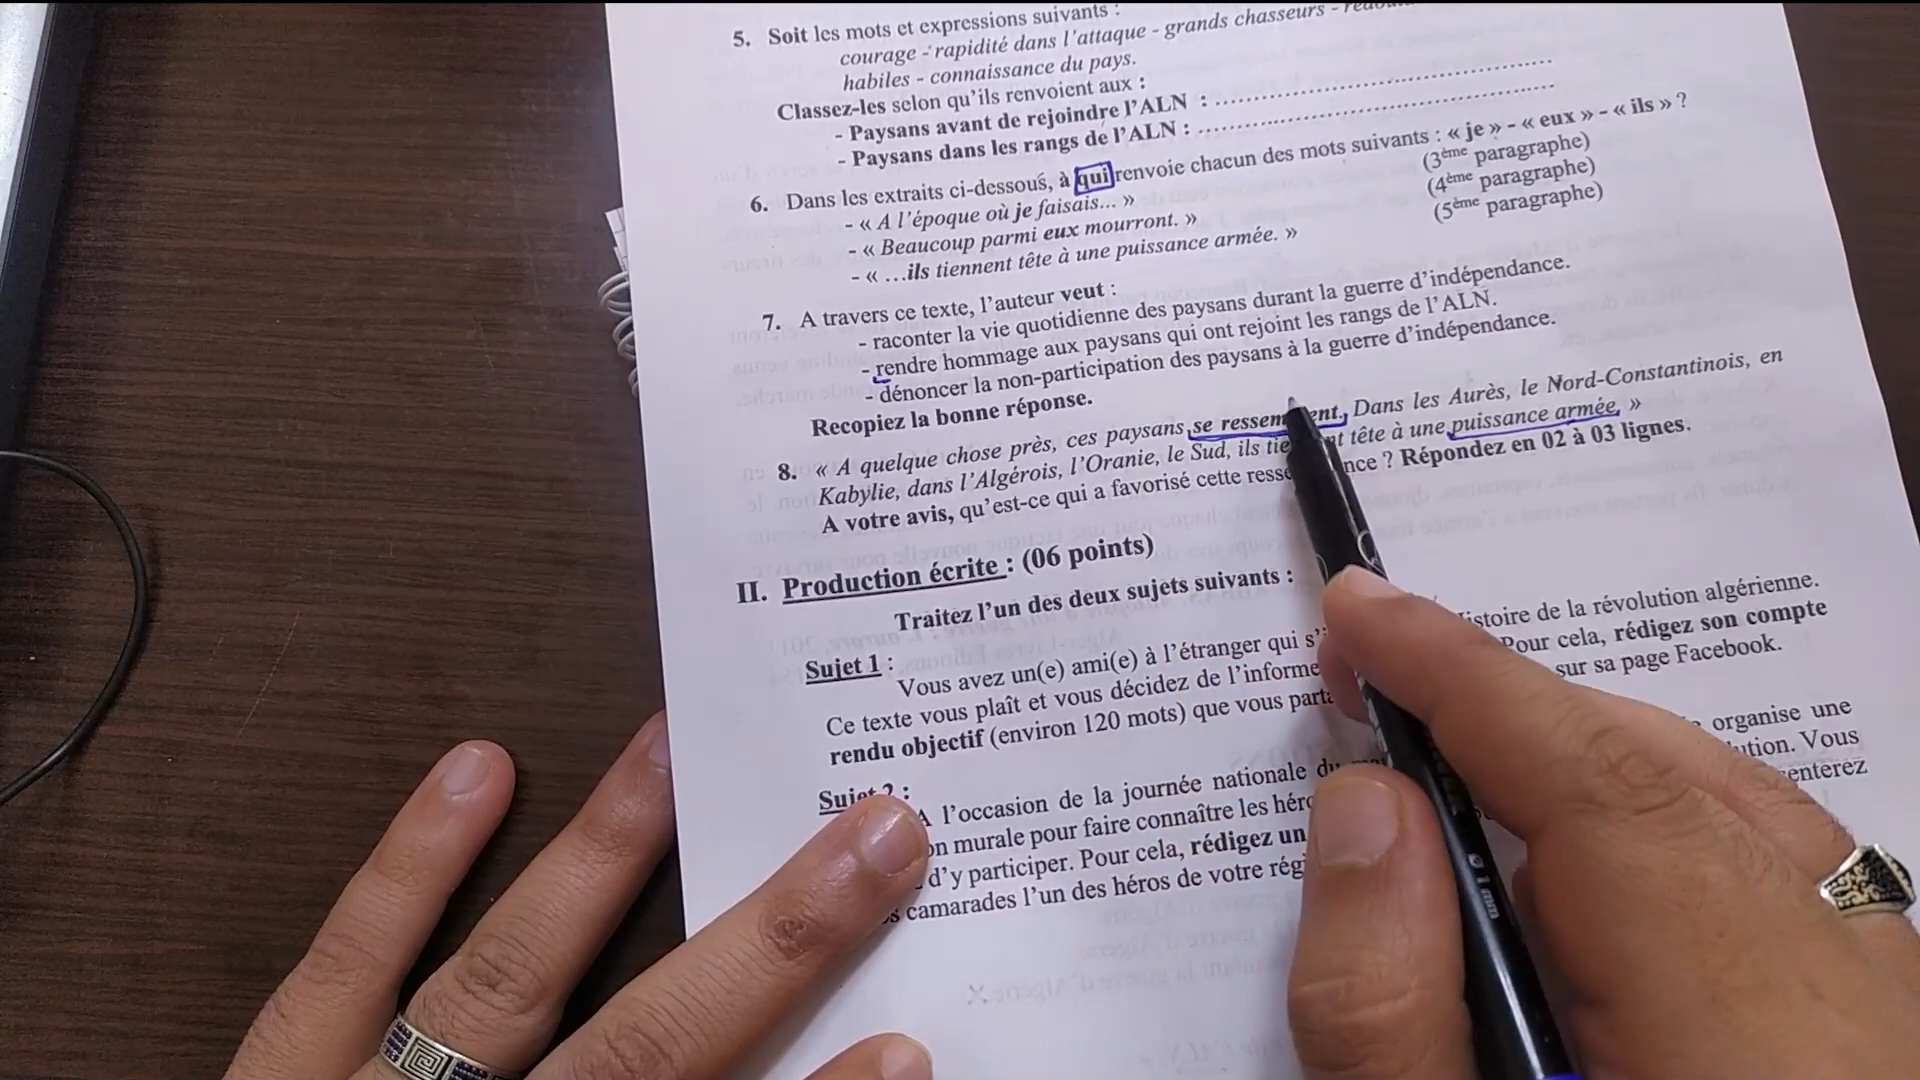 5. Soit les mots et expressions suivants :
courage - rapidité dans l'attaque - grands chasseurs -
habiles - connaissance du pays.
Classez-les selon qu'ils renvoient aux :
- Paysans avant de rejoindre l'ALN : ................................................
- Paysans dans les rangs de l'ALN : ................................................
6. Dans les extraits ci-dessous, à qui renvoie chacun des mots suivants : « je » - « eux » - « ils » ?
- « A l'époque où je faisais... » (3ème paragraphe)
- « Beaucoup parmi eux mourront. » (4ème paragraphe)
- « ...ils tiennent tête à une puissance armée. » (5ème paragraphe)
7. A travers ce texte, l'auteur veut :
- raconter la vie quotidienne des paysans durant la guerre d'indépendance.
- rendre hommage aux paysans qui ont rejoint les rangs de l'ALN.
- dénoncer la non-participation des paysans à la guerre d'indépendance.
Recopiez la bonne réponse.
8. « A quelque chose près, ces paysans se ressem ent. Dans les Aurès, le Nord-Constantinois, en
Kabylie, dans l'Algérois, l'Oranie, le Sud, ils tie nt tête à une puissance armée. »
A votre avis, qu'est-ce qui a favorisé cette resse nce ? Répondez en 02 à 03 lignes.
II. Production écrite : (06 points)
Traitez l'un des deux sujets suivants :
Sujet 1 :
Vous avez un(e) ami(e) à l'étranger qui s' istoire de la révolution algérienne.
Ce texte vous plaît et vous décidez de l'informe Pour cela, rédigez son compte
rendu objectif (environ 120 mots) que vous part sur sa page Facebook.
Sujet 2 :
A l'occasion de la journée nationale du organise une
on murale pour faire connaître les héro ution. Vous
d'y participer. Pour cela, rédigez un enterez
s camarades l'un des héros de votre régi
1 mm